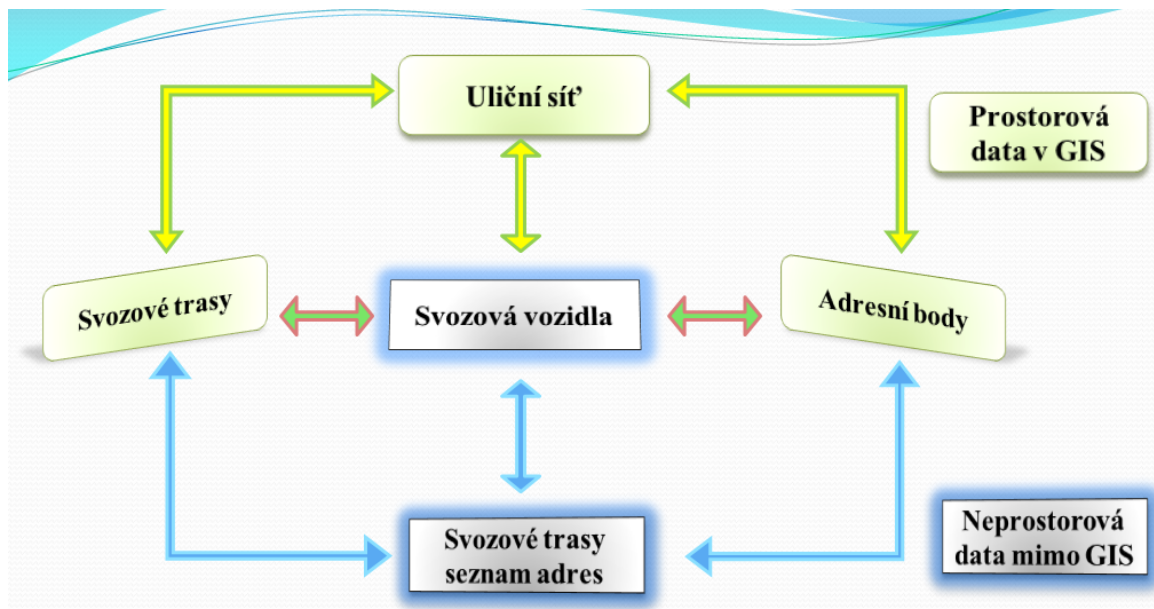 Uliční síť
Prostorová
data v GIS
Svozové trasy
Svozová vozidla
Adresní body
Svozové trasy
seznam adres
Neprostorová
data mimo GIS